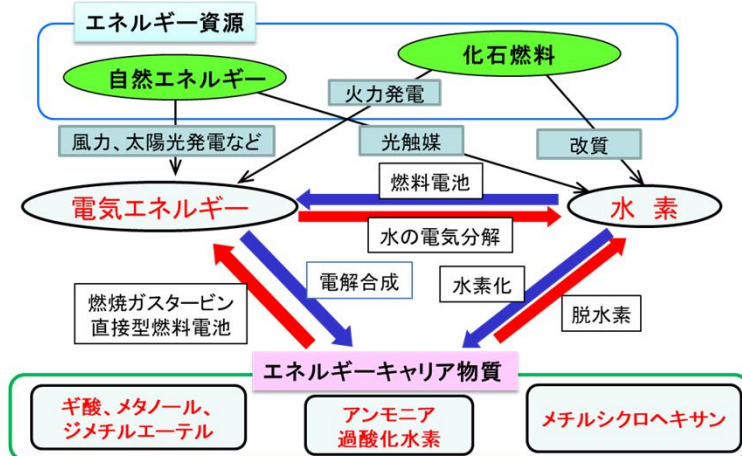 エネルギー資源
自然エネルギー
化石燃料
火力発電
風力、太陽光発電など
光触媒
改質
燃料電池
電気エネルギー
水 素
水の電気分解
電解合成
水素化
燃焼ガスタービン
直接型燃料電池
脱水素
エネルギーキャリア物質
ギ酸、メタノール、
ジメチルエーテル
アンモニア
過酸化水素
メチルシクロヘキサン